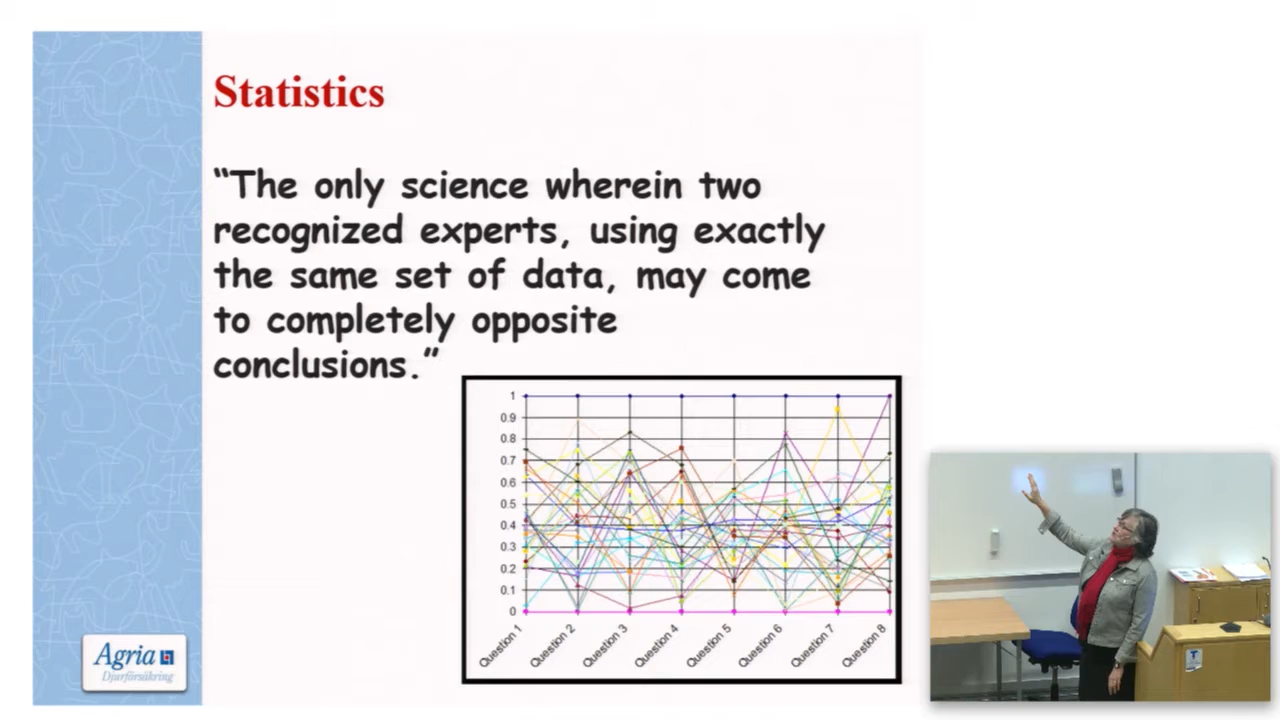 Statistics
“The only science wherein two
recognized experts, using exactly
the same set of data, may come
to completely opposite
conclusions.”
1
0.9
0.8
0.7
0.6
0.5
0.4
0.3
0.2
0.1
0
Question 1
Question 2
Question 3
Question 4
Question 5
Question 6
Question 7
Question 8
Agria
Djurförsäkring